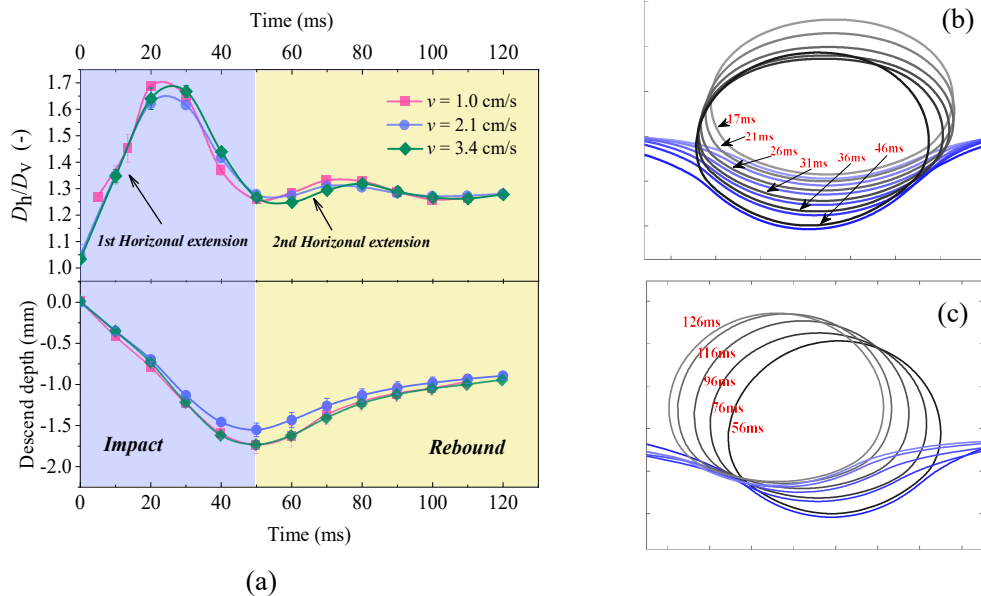 Time (ms)
0 20 40 60 80 100 120
1.7
1.6
1.5
1.4
1.3
1.2
1.1
1.0
D_h/D_v (-)
v = 1.0 cm/s
v = 2.1 cm/s
v = 3.4 cm/s
1st Horizonal extension
2nd Horizonal extension
0.0
-0.5
-1.0
-1.5
-2.0
Descend depth/ (mm)
Impact
Rebound
0 20 40 60 80 100 120
Time (ms)
(a)
(b)
17ms
21ms
26ms
31ms
36ms
46ms
(c)
126ms
116ms
96ms
76ms
56ms